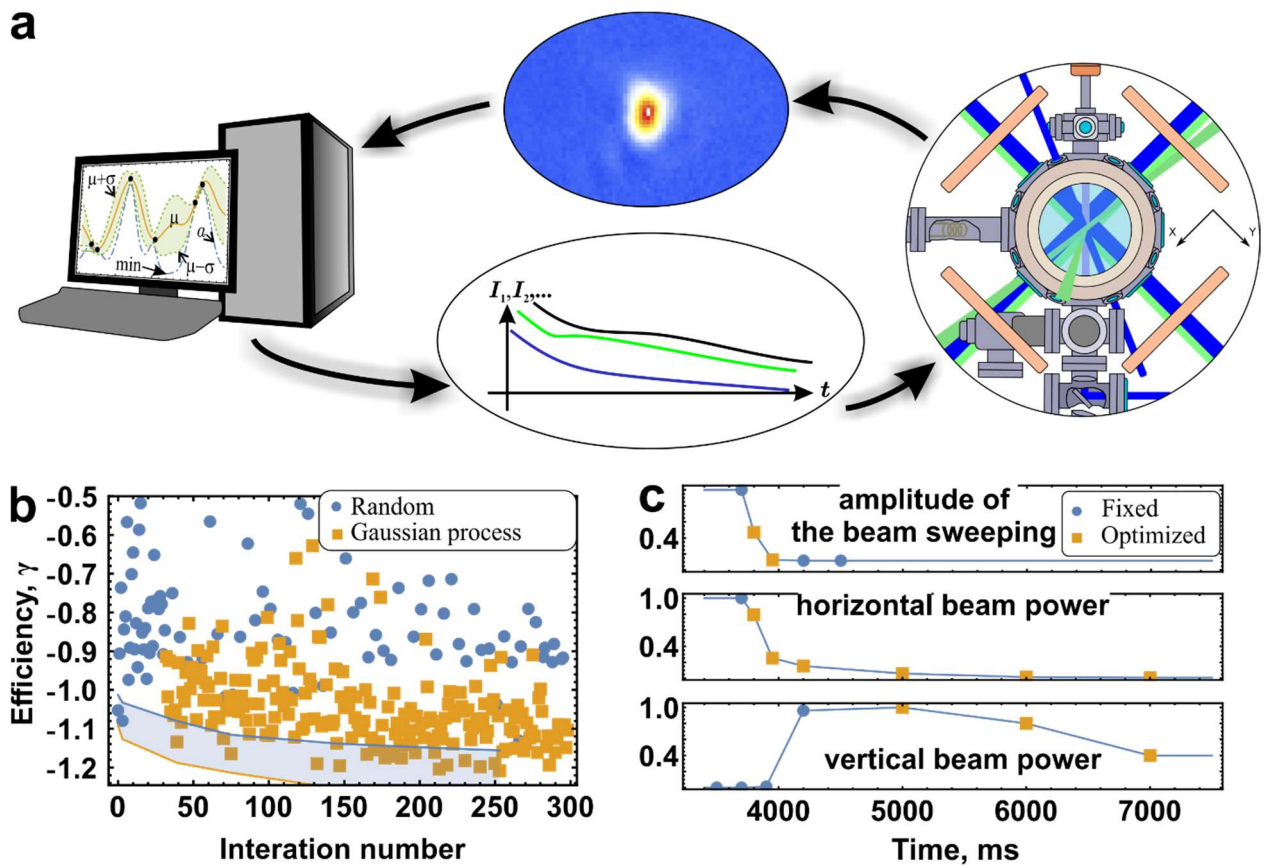 a
μ+σ
μ
a
min
μ−σ
I₁, I₂,...
t
X
Y
b
-0.5
-0.6
-0.7
-0.8
-0.9
-1.0
-1.1
-1.2
Efficiency, γ
Random
Gaussian process
0
50
100
150
200
250
300
Interation number
c
amplitude of
the beam sweeping
Fixed
Optimized
0.4
1.0
horizontal beam power
0.4
1.0
vertical beam power
0.4
4000
5000
6000
7000
Time, ms